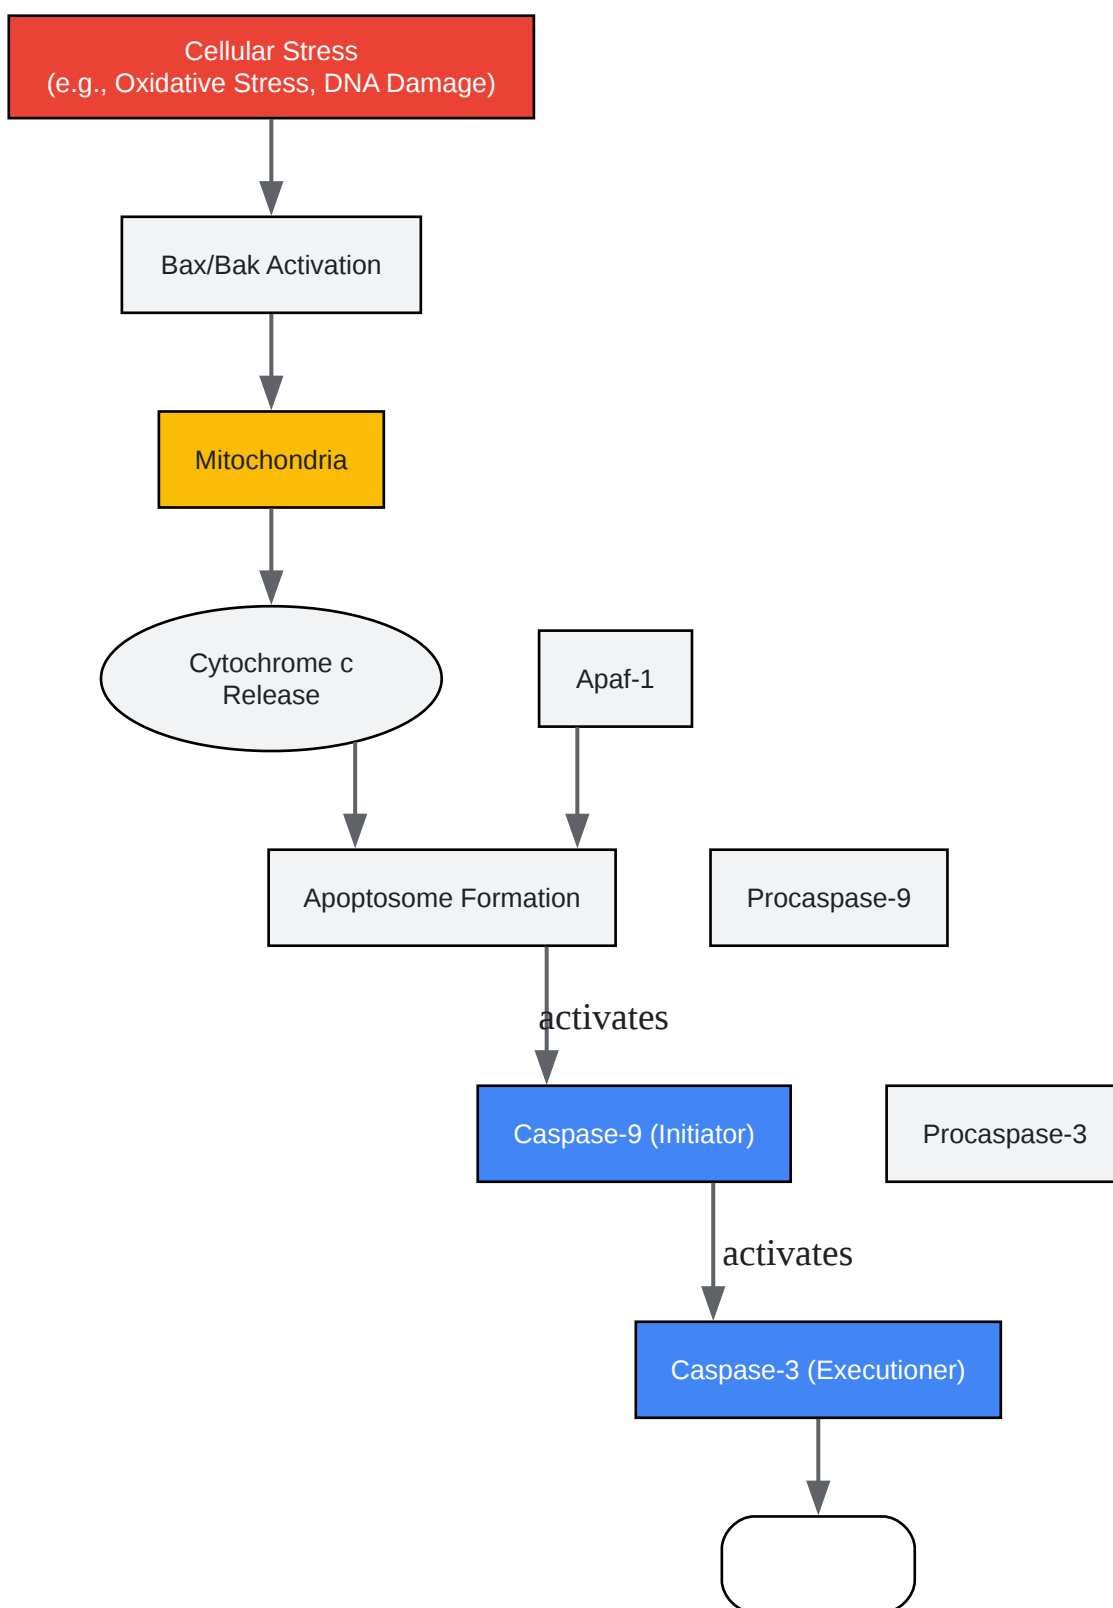 Cellular Stress
(e.g., Oxidative Stress, DNA Damage)
Bax/Bak Activation
Mitochondria
Cytochrome c
Release
Apaf-1
Apoptosome Formation
Procaspase-9
activates
Caspase-9 (Initiator)
Procaspase-3
activates
Caspase-3 (Executioner)